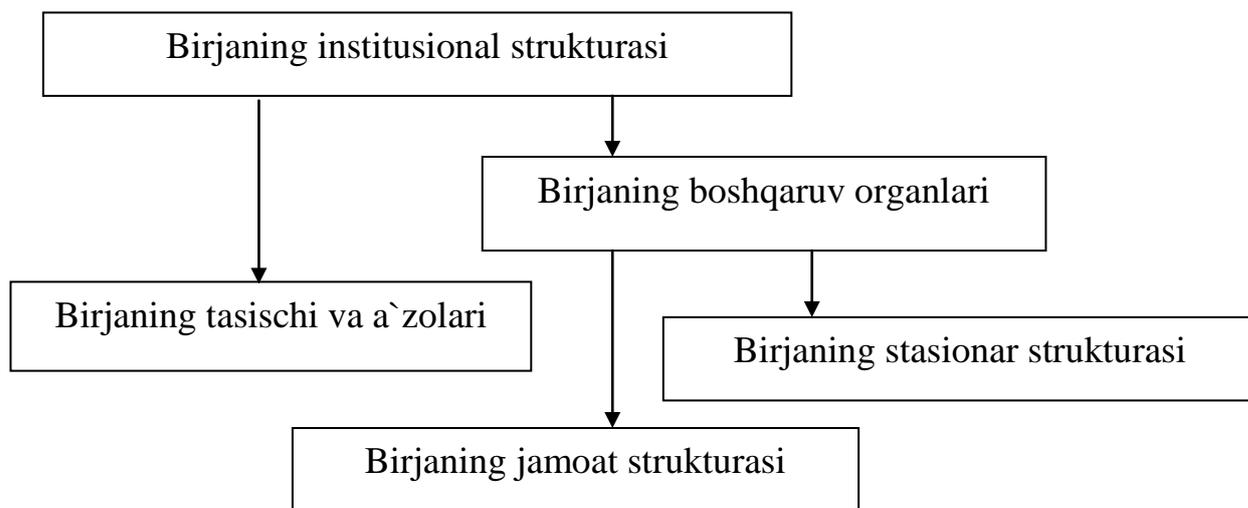 Birjaning institusional strukturasi
Birjaning boshqaruv organlari
Birjaning tasischi va a`zolari
Birjaning stasionar strukturasi
Birjaning jamoat strukturasi